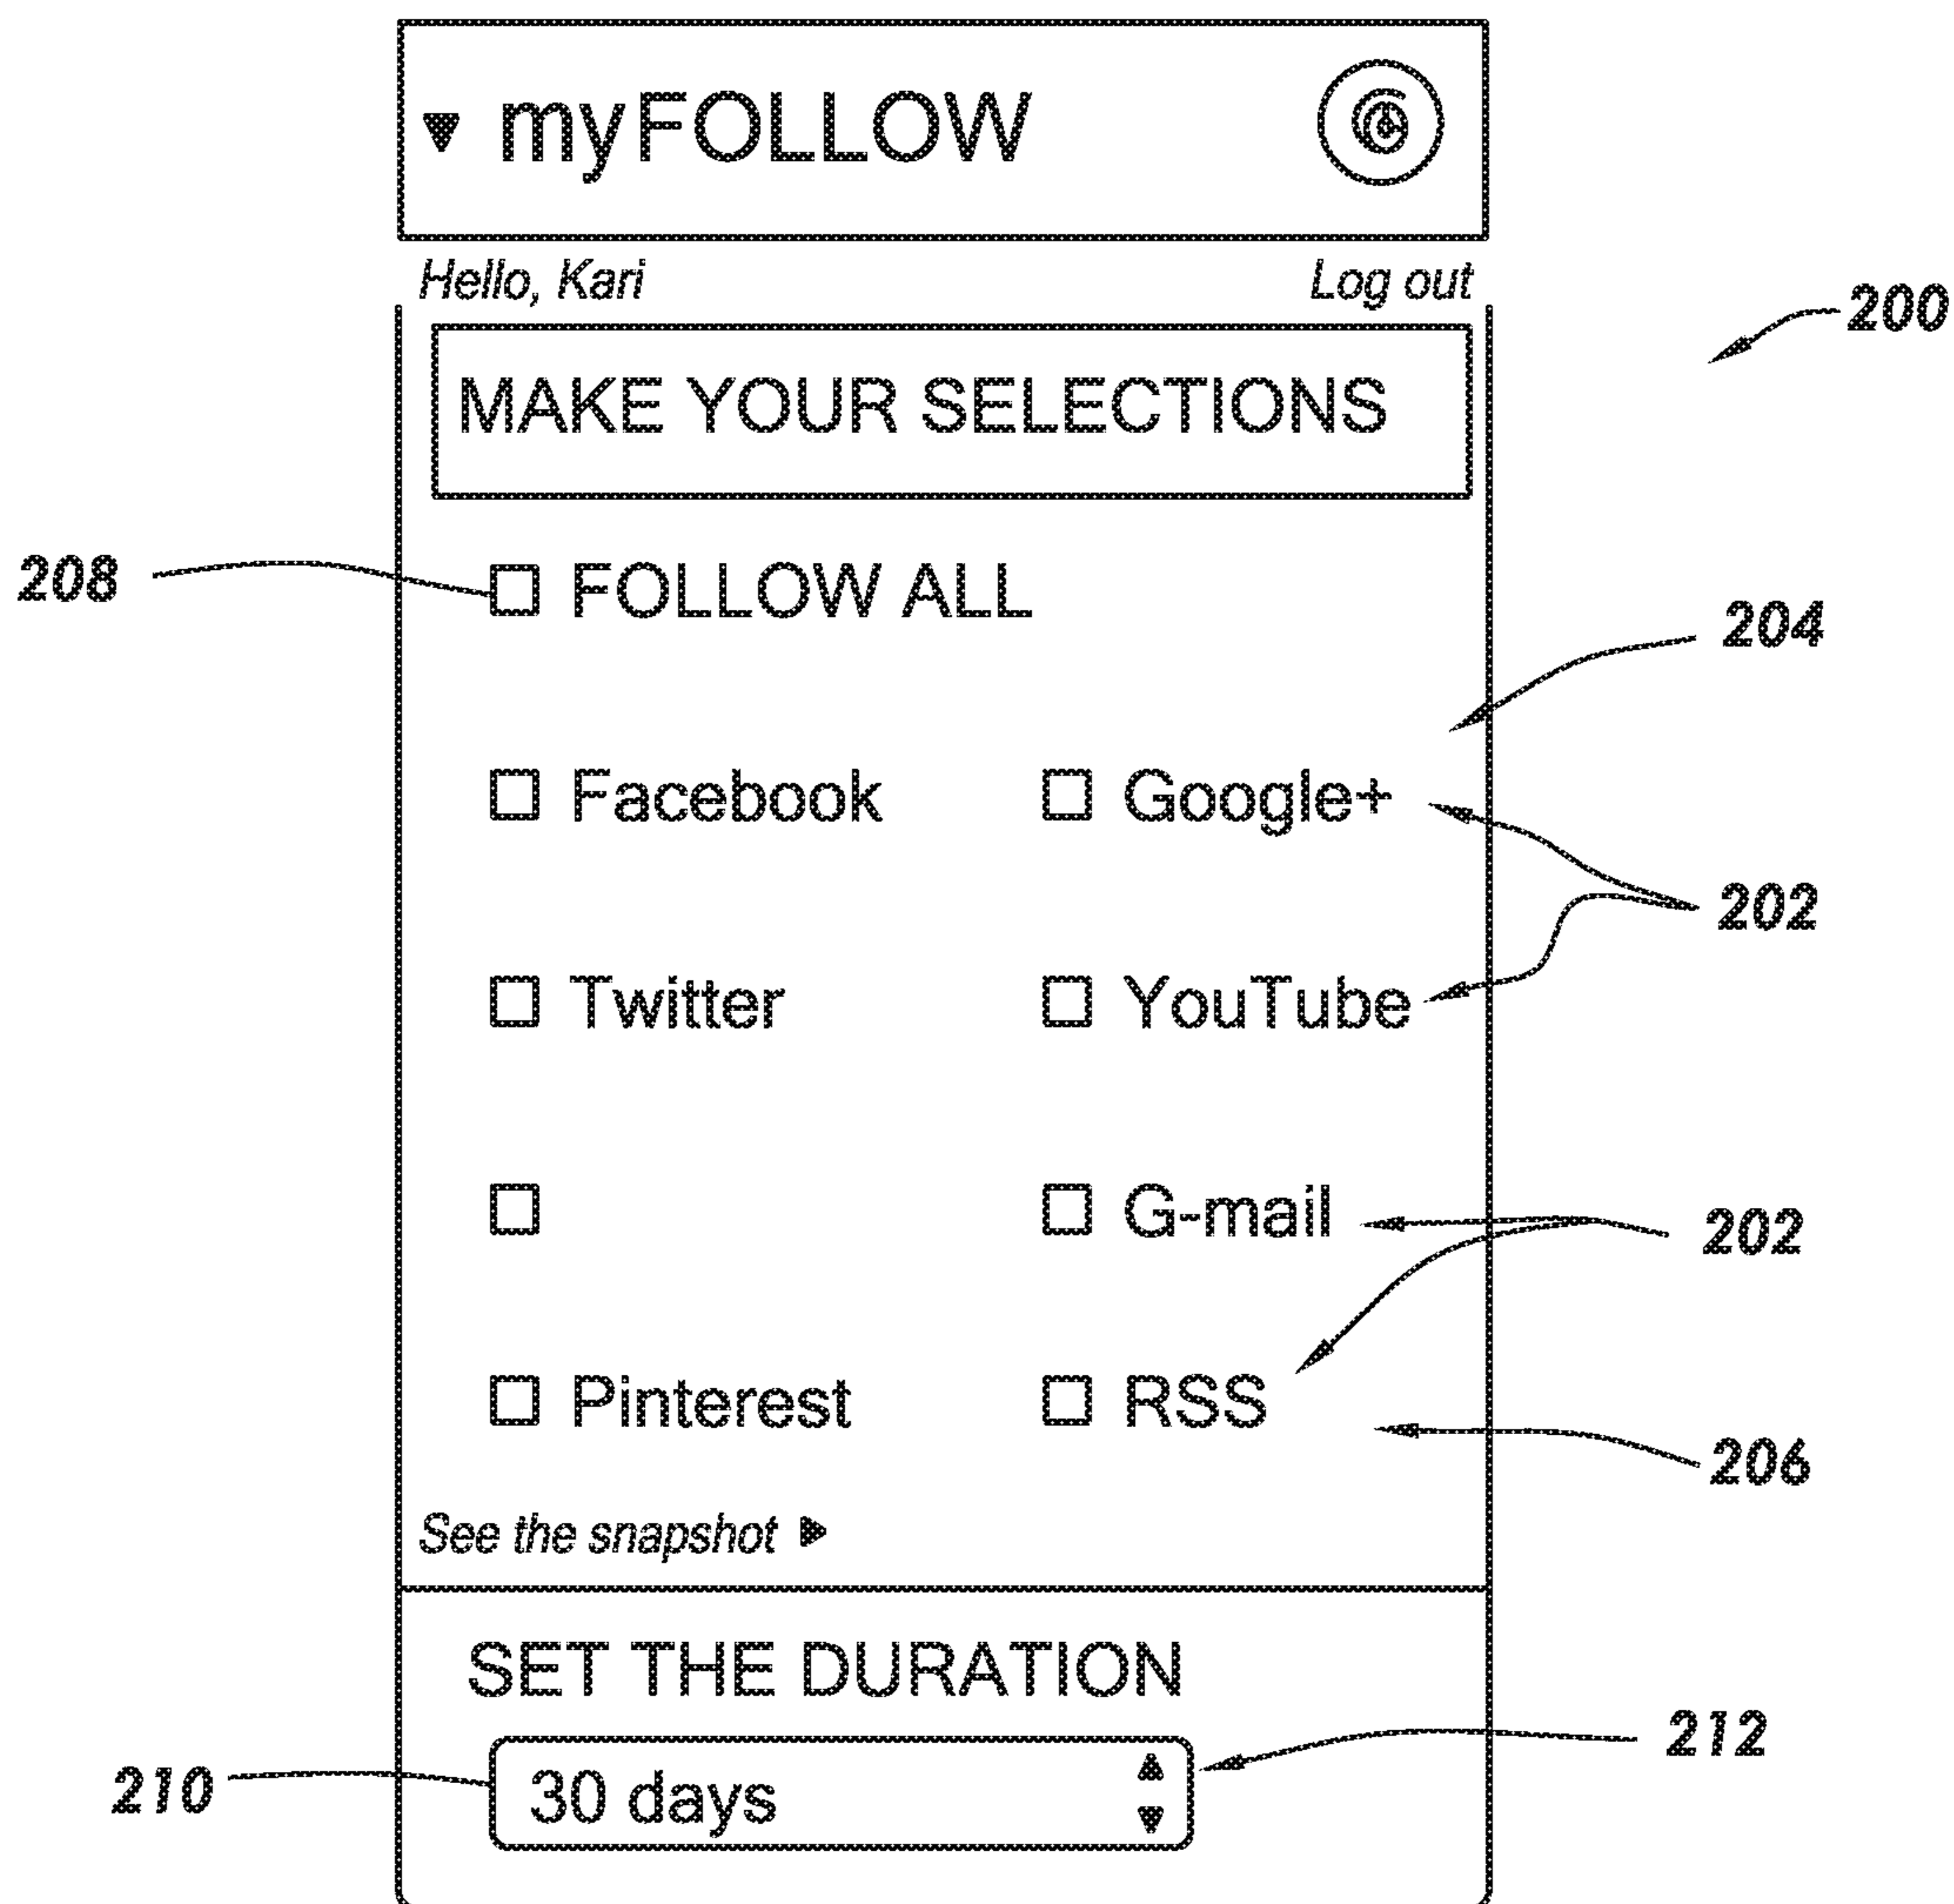 ▼ myFOLLOW
Hello, Kari Log out
200
MAKE YOUR SELECTIONS
208 FOLLOW ALL
204
Facebook Google+
202
Twitter YouTube
G-mail
202
Pinterest RSS
206
See the snapshot ▶
SET THE DURATION
212
210 30 days